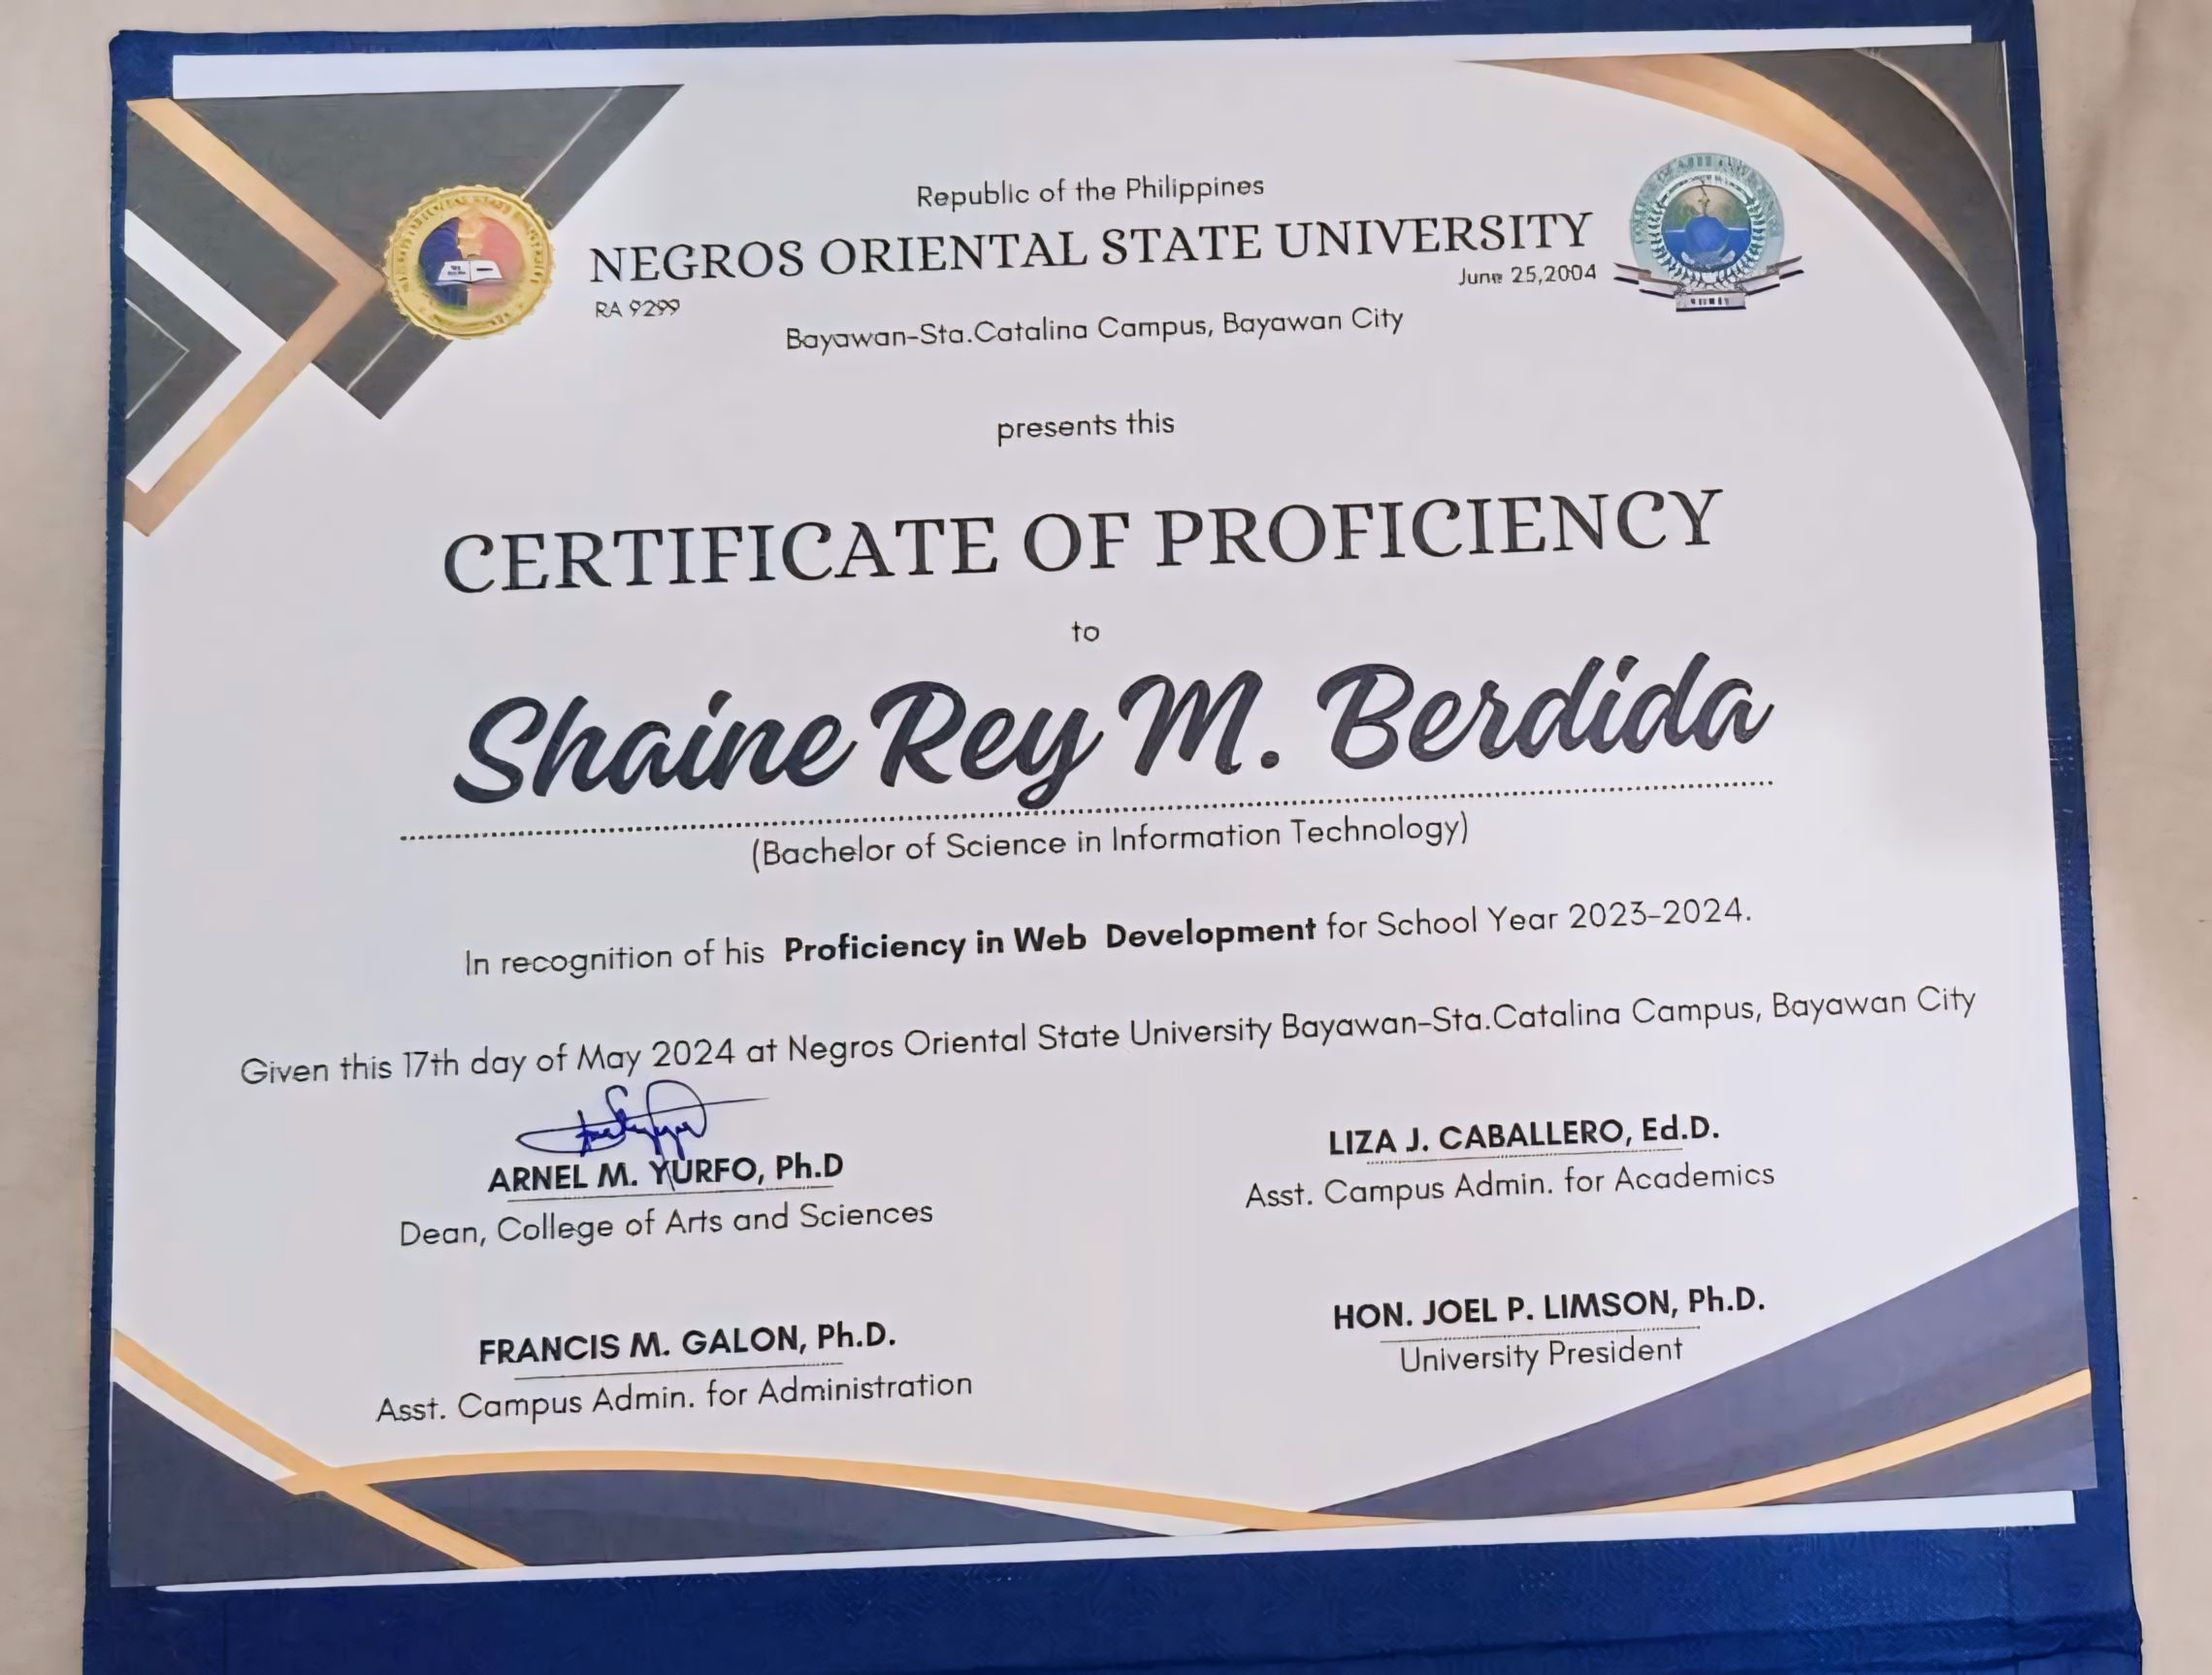 Republic of the Philippines
NEGROS ORIENTAL STATE UNIVERSITY
RA 9299
June 25,2004
Bayawan-Sta.Catalina Campus, Bayawan City
presents this
CERTIFICATE OF PROFICIENCY
to
Shaine Rey M. Berdida
(Bachelor of Science in Information Technology)
In recognition of his Proficiency in Web Development for School Year 2023-2024.
Given this 17th day of May 2024 at Negros Oriental State University Bayawan-Sta.Catalina Campus, Bayawan City
ARNEL M. YURFO, Ph.D
Dean, College of Arts and Sciences
LIZA J. CABALLERO, Ed.D.
Asst. Campus Admin. for Academics
FRANCIS M. GALON, Ph.D.
Asst. Campus Admin. for Administration
HON. JOEL P. LIMSON, Ph.D.
University President